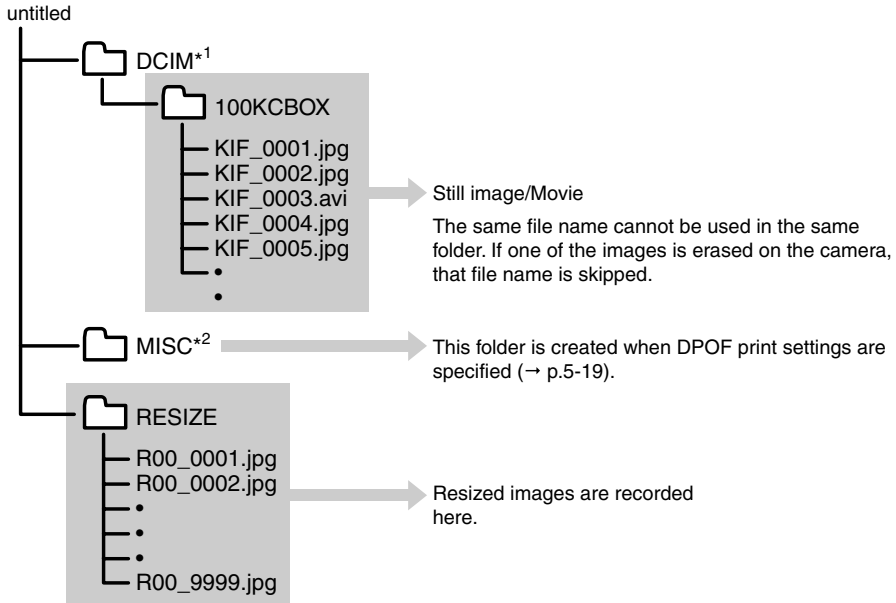 untitled
DCIM*1
100KCBOX
KIF_0001.jpg
KIF_0002.jpg
KIF_0003.avi
KIF_0004.jpg
KIF_0005.jpg
Still image/Movie
The same file name cannot be used in the same
folder. If one of the images is erased on the camera,
that file name is skipped.
MISC*2
This folder is created when DPOF print settings are
specified (→ p.5-19).
RESIZE
R00_0001.jpg
R00_0002.jpg
R00_9999.jpg
Resized images are recorded
here.